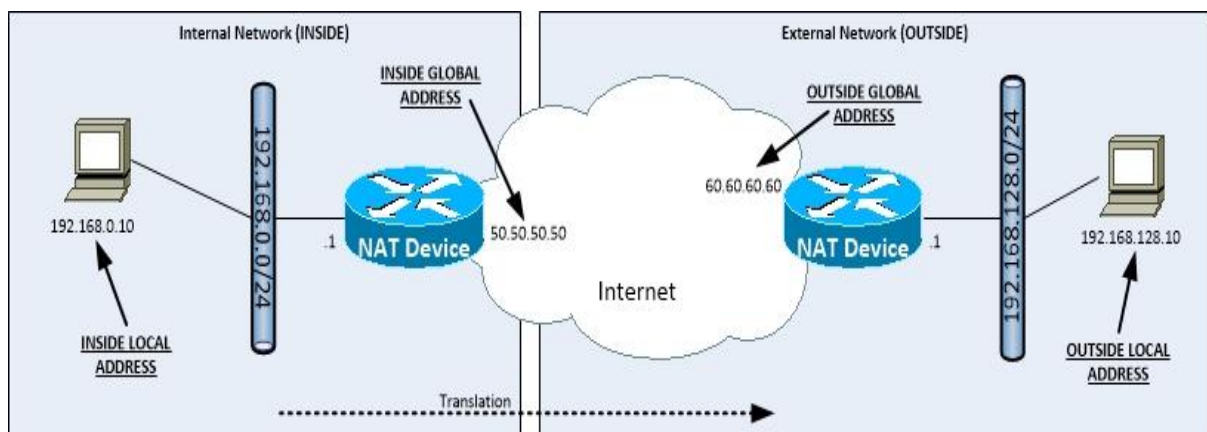 Internal Network (INSIDE)
External Network (OUTSIDE)
INSIDE GLOBAL
ADDRESS
OUTSIDE GLOBAL
ADDRESS
192.168.0.10
192.168.0.0/24
.1
NAT Device
50.50.50.50
Internet
60.60.60.60
NAT Device
.1
192.168.128.0/24
192.168.128.10
INSIDE LOCAL
ADDRESS
OUTSIDE LOCAL
ADDRESS
Translation